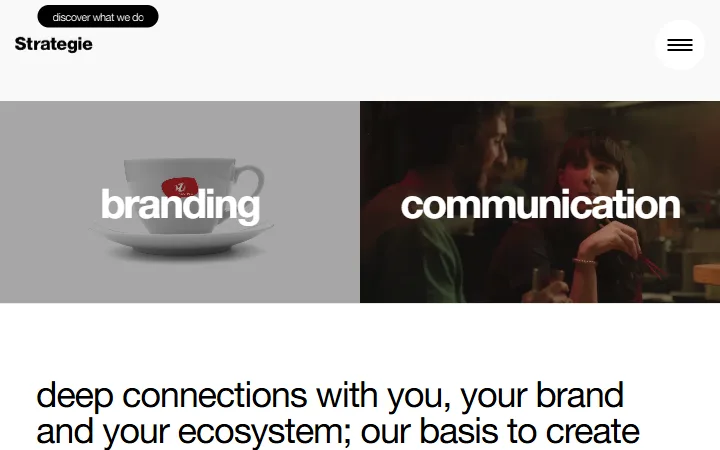 discover what we do
Strategie
branding
communication
deep connections with you, your brand
and your ecosystem; our basis to create